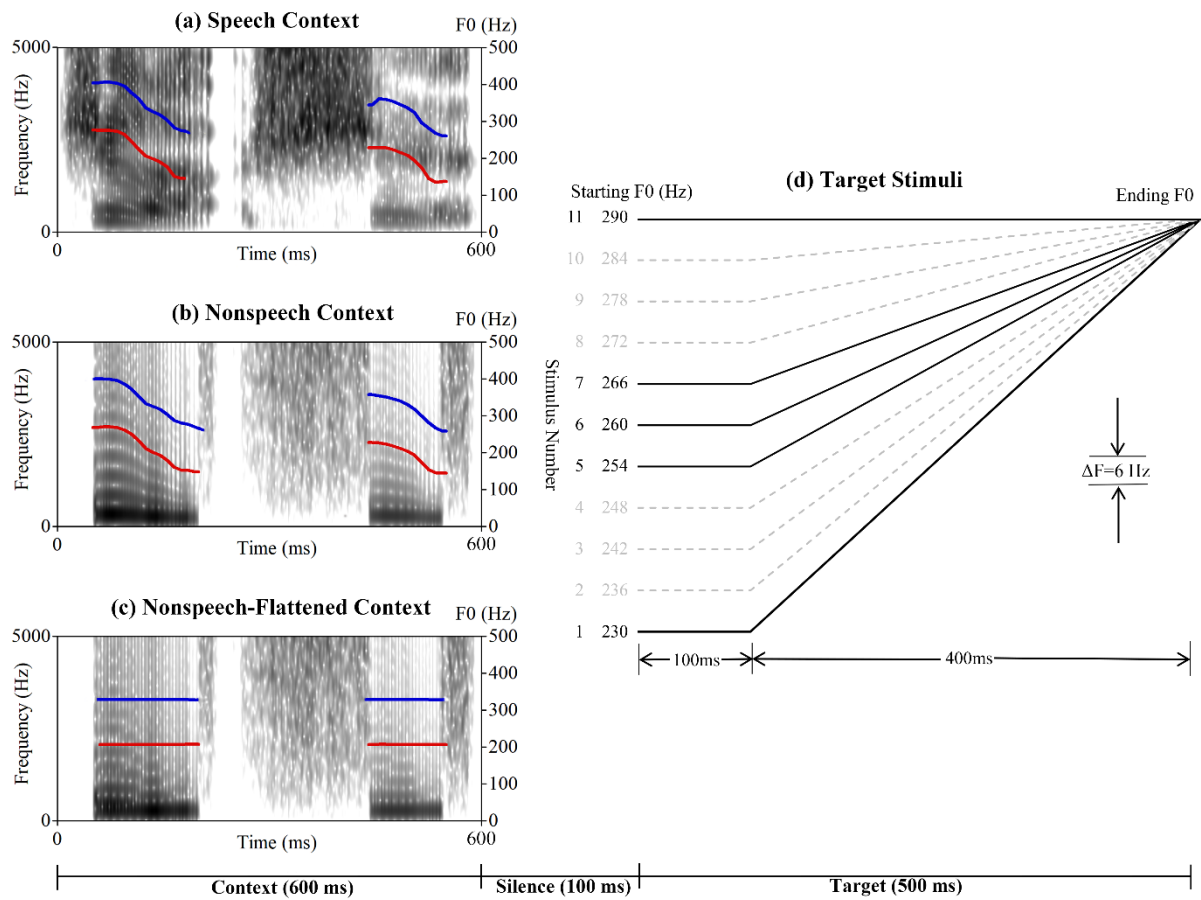 (a) Speech Context
F0 (Hz)
5000
500
400
300
200
100
0
0
600
Frequency (Hz)
Time (ms)
(b) Nonspeech Context
F0 (Hz)
5000
500
400
300
200
100
0
0
600
Frequency (Hz)
Time (ms)
(c) Nonspeech-Flattened Context
F0 (Hz)
5000
500
400
300
200
100
0
0
600
Frequency (Hz)
Time (ms)
(d) Target Stimuli
Starting F0 (Hz)
Ending F0
Stimulus Number
11 290
10 284
9 278
8 272
7 266
6 260
5 254
4 248
3 242
2 236
1 230
ΔF=6 Hz
100ms
400ms
Context (600 ms)
Silence (100 ms)
Target (500 ms)